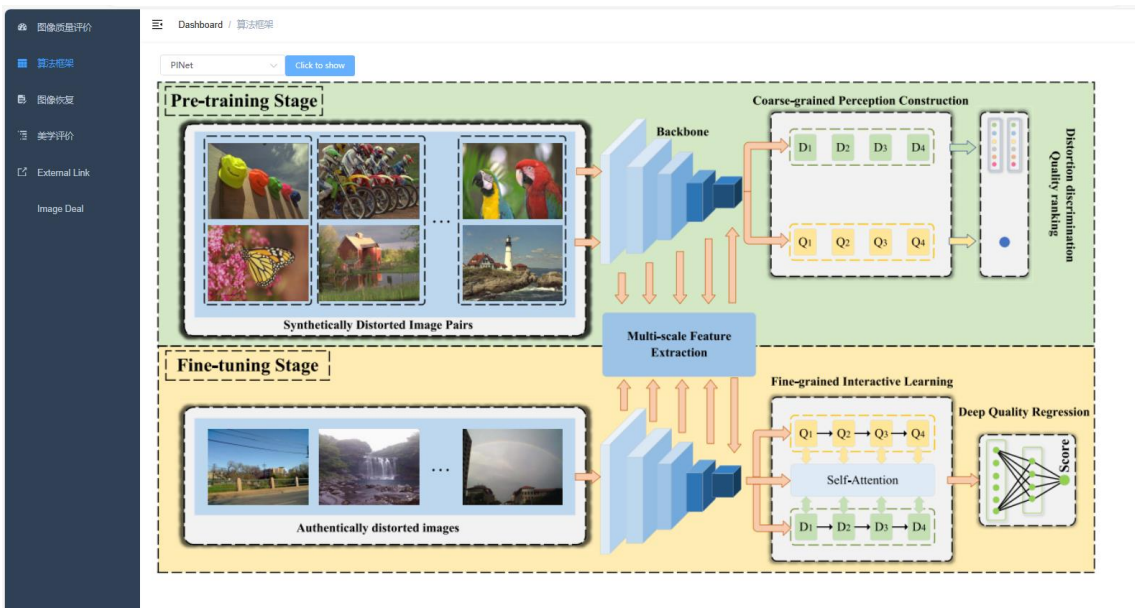 图像质量评价
算法框架
图像恢复
美学评价
External Link
Image Deal
Dashboard / 算法框架
PINet
Click to show
Pre-training Stage
Synthetically Distorted Image Pairs
...
Backbone
Coarse-grained Perception Construction
D1 D2 D3 D4
Q1 Q2 Q3 Q4
Distortion discrimination
Quality ranking
Multi-scale Feature
Extraction
Fine-tuning Stage
...
Authentically distorted images
Fine-grained Interactive Learning
Q1 Q2 Q3 Q4
Self-Attention
D1 D2 D3 D4
Deep Quality Regression
Score